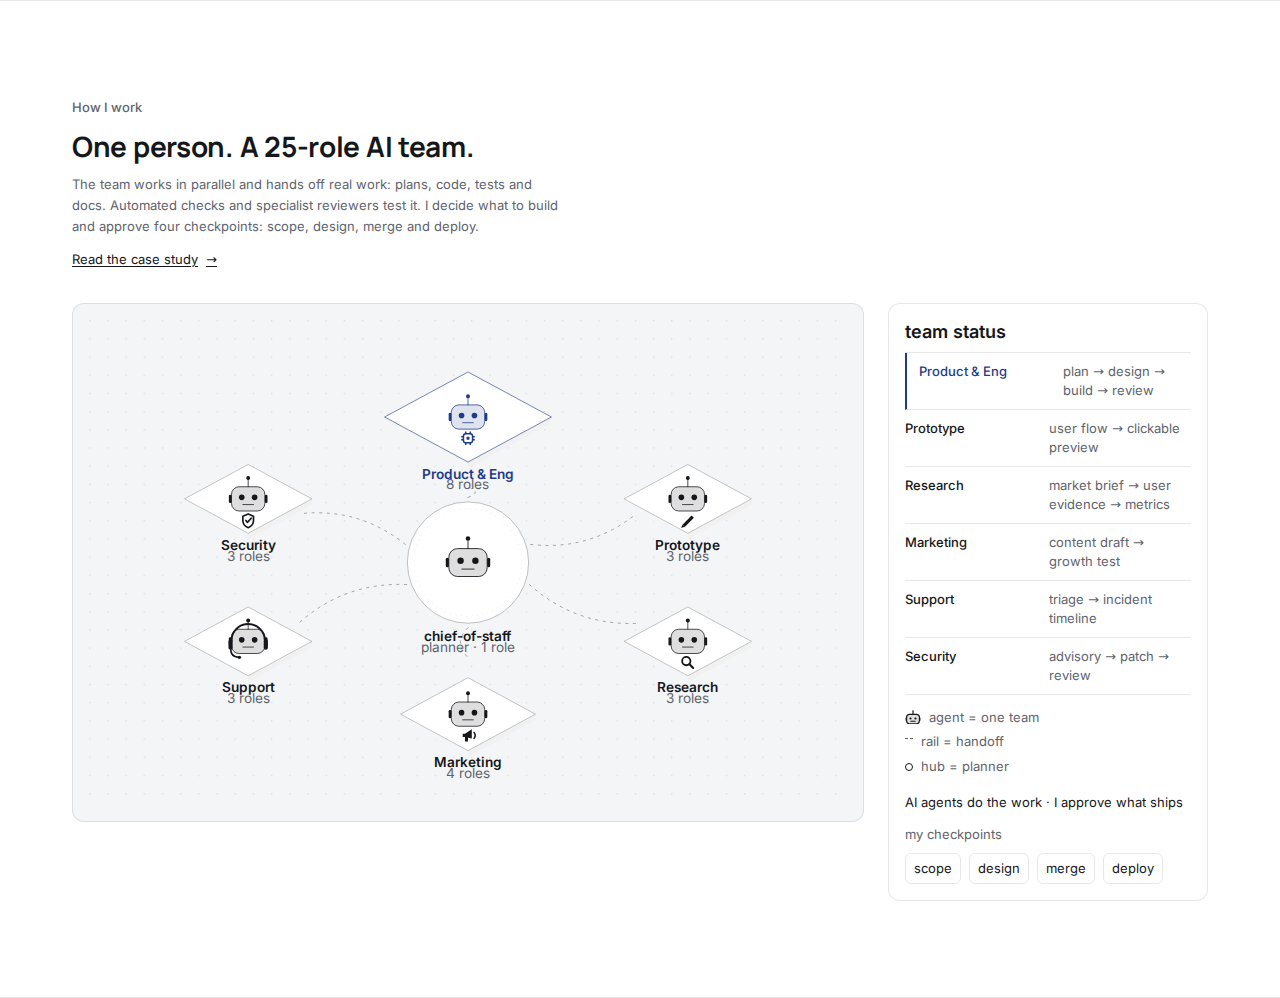 How I work
One person. A 25-role AI team.
The team works in parallel and hands off real work: plans, code, tests and
docs. Automated checks and specialist reviewers test it. I decide what to build
and approve four checkpoints: scope, design, merge and deploy.
Read the case study →
Product & Eng
8 roles
Security
3 roles
Prototype
3 roles
chief-of-staff
planner · 1 role
Support
3 roles
Research
3 roles
Marketing
4 roles
team status
Product & Eng
plan → design →
build → review
Prototype
user flow → clickable
preview
Research
market brief → user
evidence → metrics
Marketing
content draft →
growth test
Support
triage → incident
timeline
Security
advisory → patch →
review
agent = one team
rail = handoff
hub = planner
AI agents do the work · I approve what ships
my checkpoints
scope
design
merge
deploy